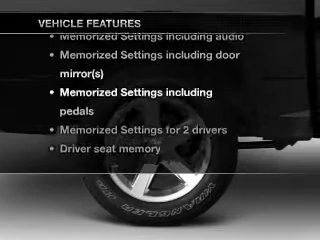 VEHICLE FEATURES
• Memorized Settings including audio
• Memorized Settings including door
mirror(s)
• Memorized Settings including
pedals
• Memorized Settings for 2 drivers
• Driver seat memory
WRANGLER